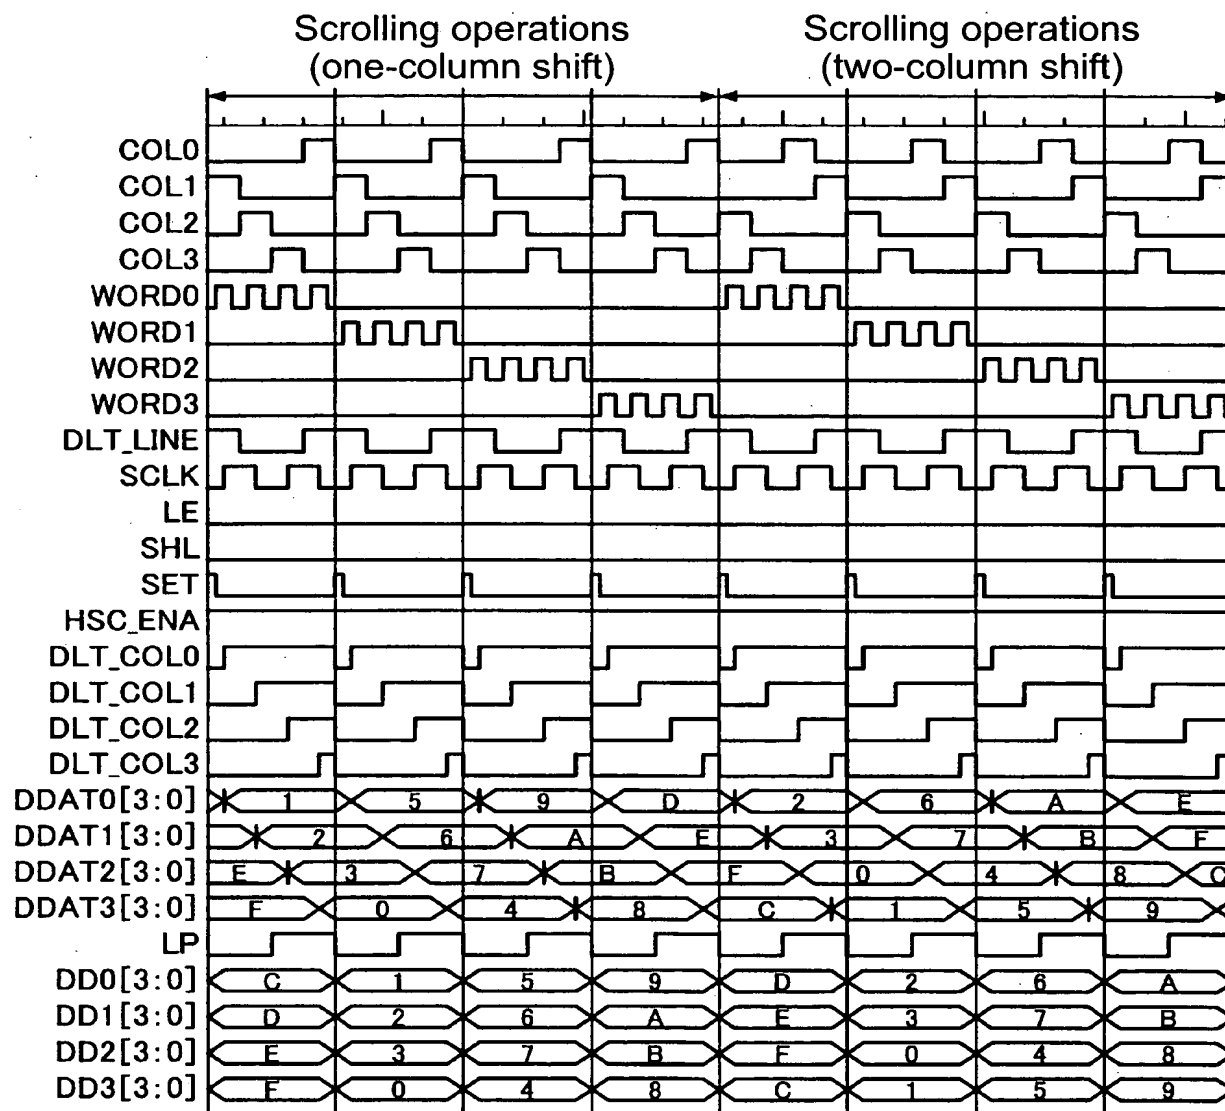 Scrolling operations Scrolling operations
(one-column shift) (two-column shift)
COL0
COL1
COL2
COL3
WORD0
WORD1
WORD2
WORD3
DLT_LINE
SCLK
LE
SHL
SET
HSC_ENA
DLT_COL0
DLT_COL1
DLT_COL2
DLT_COL3
DDAT0[3:0] 1 5 9 D 2 6 A E
DDAT1[3:0] 2 6 A E 3 7 B F
DDAT2[3:0] E 3 7 B F 0 4 8 C
DDAT3[3:0] F 0 4 8 C 1 5 9
LP
DD0[3:0] C 1 5 9 D 2 6 A
DD1[3:0] D 2 6 A E 3 7 B
DD2[3:0] E 3 7 B F 0 4 8
DD3[3:0] F 0 4 8 C 1 5 9